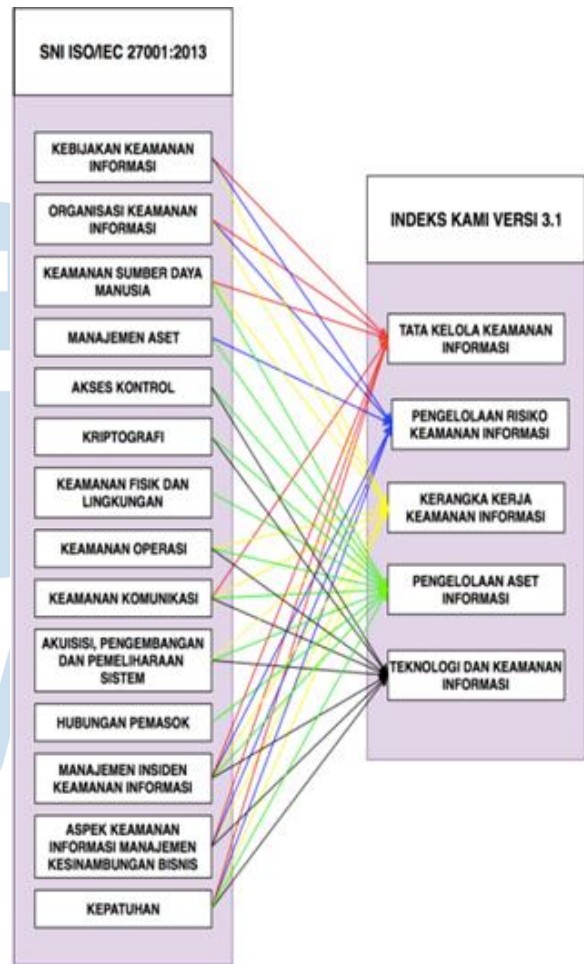 SNI ISO/IEC 27001:2013
KEBIJAKAN KEAMANAN
INFORMASI
ORGANISASI KEAMANAN
INFORMASI
KEAMANAN SUMBER DAYA
MANUSIA
MANAJEMEN ASET
AKSES KONTROL
KRIPTOGRAFI
KEAMANAN FISIK DAN
LINGKUNGAN
KEAMANAN OPERASI
KEAMANAN KOMUNIKASI
AKUISISI, PENGEMBANGAN
DAN PEMELIHARAAN
SISTEM
HUBUNGAN PEMASOK
MANAJEMEN INSIDEN
KEAMANAN INFORMASI
ASPEK KEAMANAN
INFORMASI MANAJEMEN
KESINAMBUNGAN BISNIS
KEPATUHAN
INDEKS KAMI VERSI 3.1
TATA KELOLA KEAMANAN
INFORMASI
PENGELOLAAN RISIKO
KEAMANAN INFORMASI
KERANGKA KERJA
KEAMANAN INFORMASI
PENGELOLAAN ASET
INFORMASI
TEKNOLOGI DAN KEAMANAN
INFORMASI